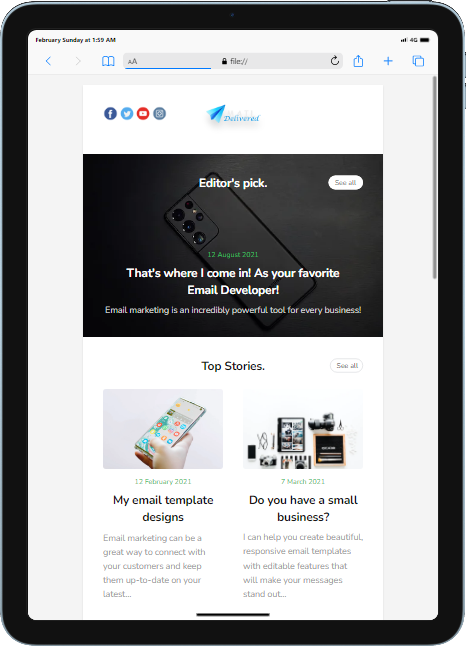 February Sunday at 1:59 AM
4G
AA
file://
Delivered
Editor's pick.
See all
12 August 2021
That's where I come in! As your favorite
Email Developer!
Email marketing is an incredibly powerful tool for every business!
Top Stories.
See all
12 February 2021
My email template
designs
Email marketing can be a
great way to connect with
your customers and keep
them up-to-date on your
latest...
7 March 2021
Do you have a small
business?
I can help you create beautiful,
responsive email templates
with editable features that
will make your messages
stand out...